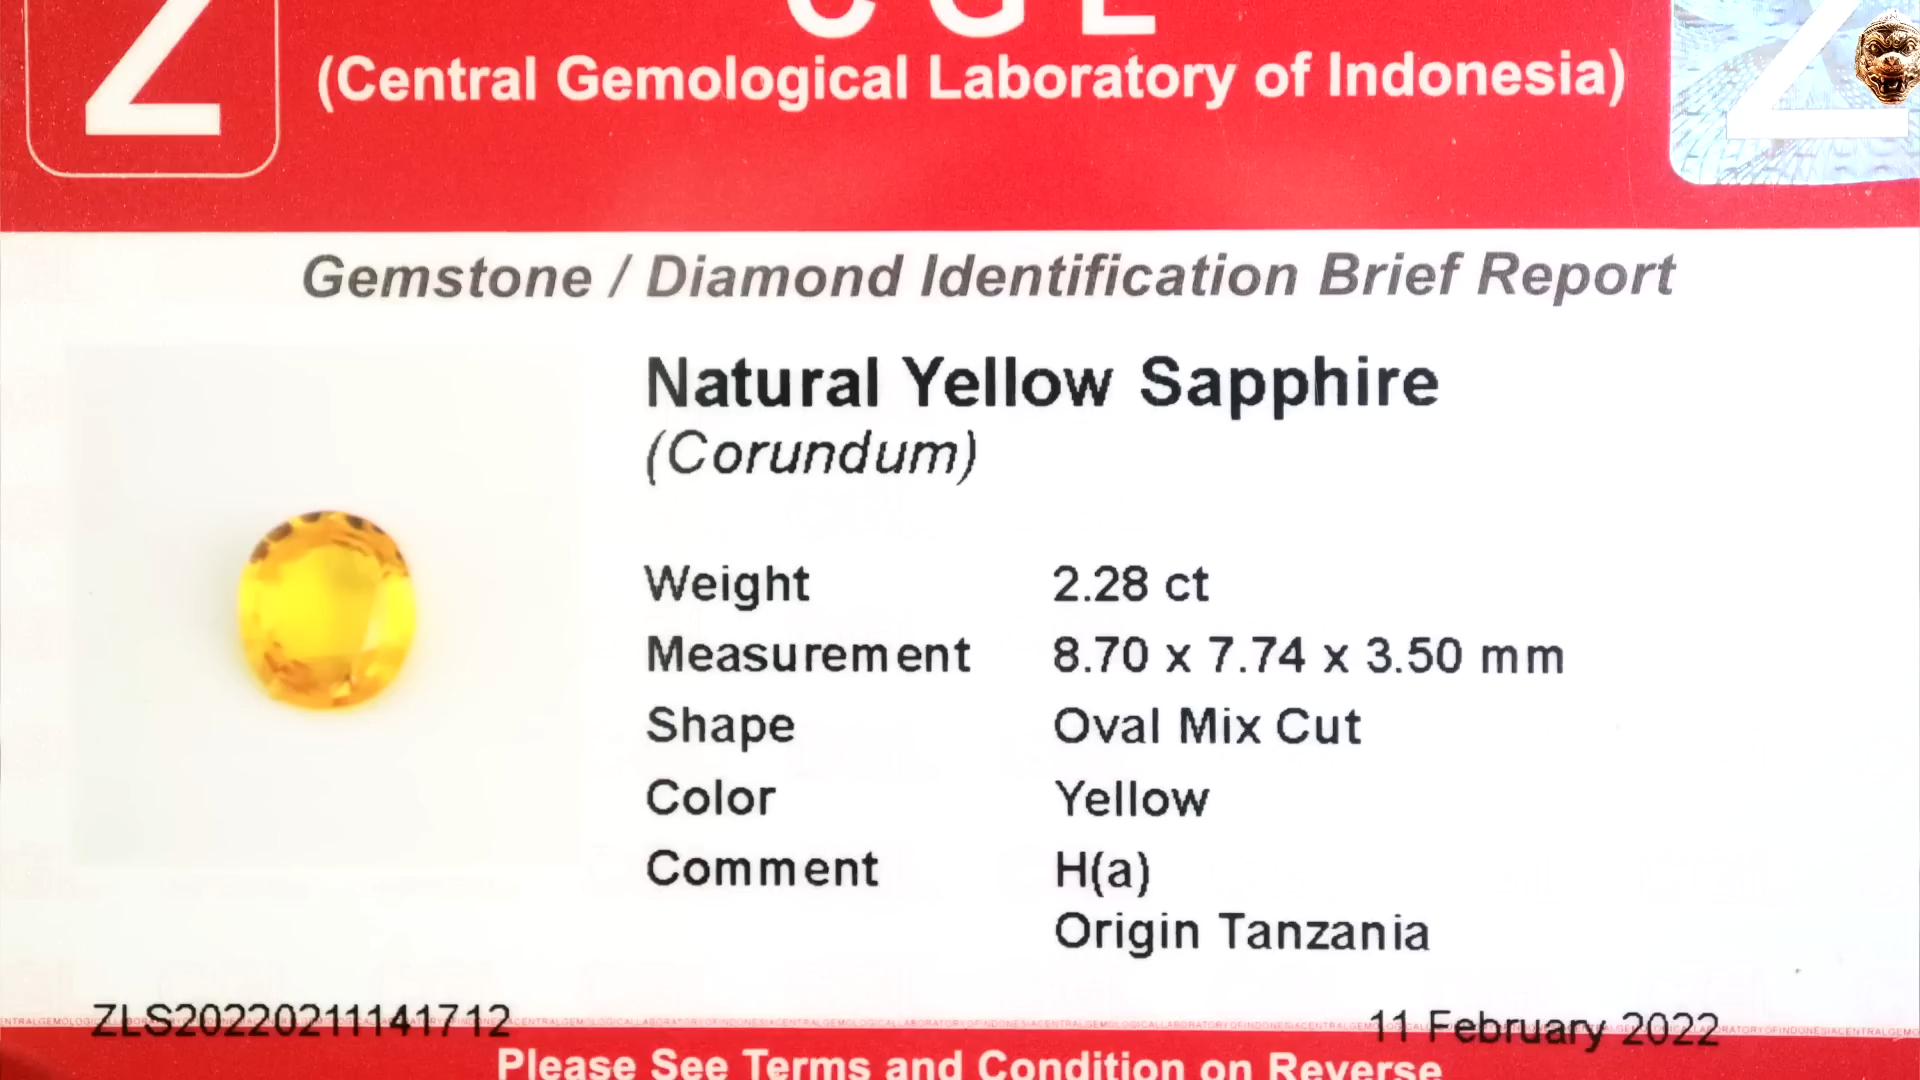 Z
CGL
Z
(Central Gemological Laboratory of Indonesia)
Gemstone / Diamond Identification Brief Report
Natural Yellow Sapphire
(Corundum)
Weight 2.28 ct
Measurement 8.70 x 7.74 x 3.50 mm
Shape Oval Mix Cut
Color Yellow
Comment H(a)
Origin Tanzania
ZLS20220211141712
11 February 2022
Please See Terms and Condition on Reverse